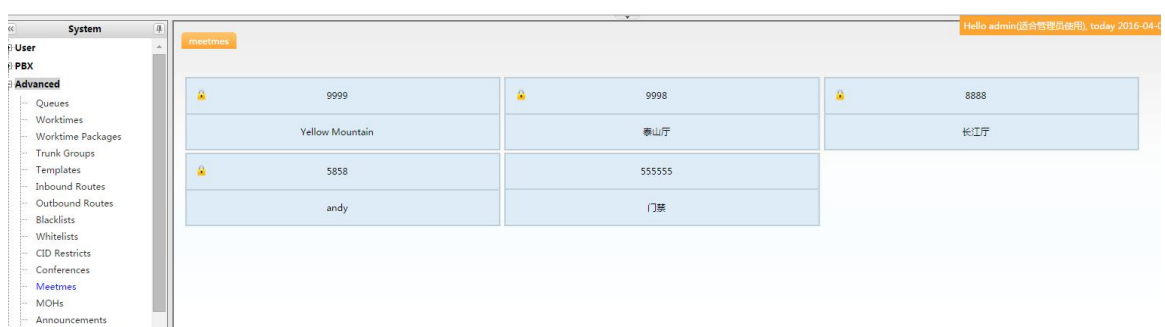 System
Hello admin(适合管理员使用), today 2016-04-0
User
PBX
Advanced
Queues
Worktimes
Worktime Packages
Trunk Groups
Templates
Inbound Routes
Outbound Routes
Blacklists
Whitelists
CID Restricts
Conferences
Meetmes
MOHs
Announcements
meetmes
9999
Yellow Mountain
9998
泰山厅
8888
长江厅
5858
andy
555555
门禁